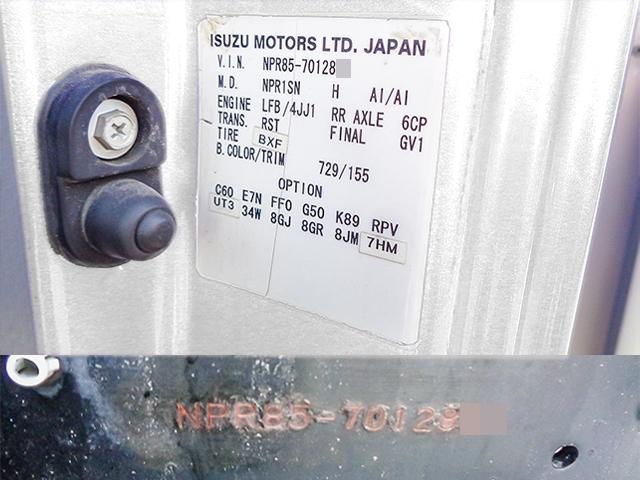 ISUZU MOTORS LTD. JAPAN
V.I.N. NPR85-70128
M.D. NPR1SN H AI/AI
ENGINE LFB/4JJ1 RR AXLE 6CP
TRANS. RST FINAL GV1
TIRE BXF
B.COLOR/TRIM 729/155
OPTION
C60 E7N FF0 G50 K89 RPV
UT3 34W 8GJ 8GR 8JM 7HM
NPR85-70128